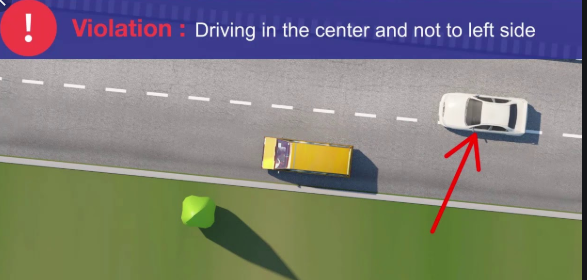 ! Violation : Driving in the center and not to left side